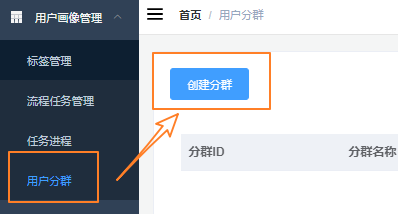 用户画像管理
首页 / 用户分群
标签管理
创建分群
流程任务管理
任务进程
分群ID 分群名称
用户分群